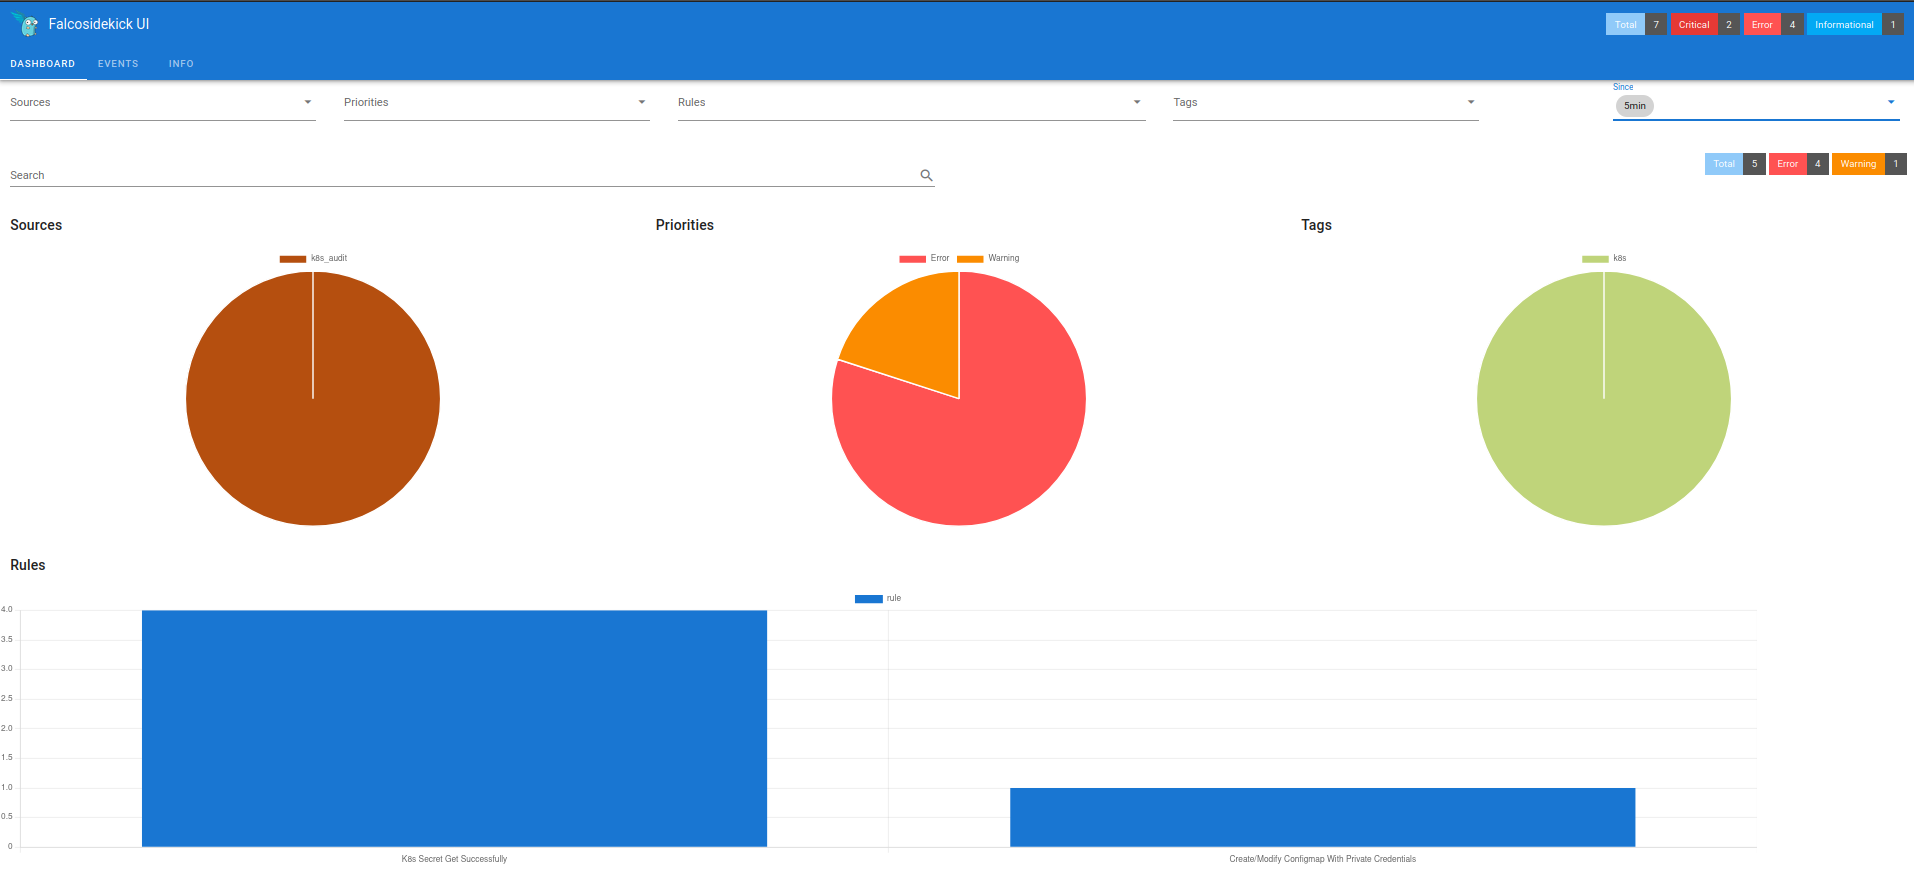 Falcosidekick UI
Total 7 Critical 2 Error 4 Informational 1
DASHBOARD EVENTS INFO
Sources Priorities Rules Tags Since
5min
Search
Total 5 Error 4 Warning 1
Sources Priorities Tags
k8s_audit Error Warning k8s
Rules
rule
4.0
3.5
3.0
2.5
2.0
1.5
1.0
0.5
0
K8s Secret Get Successfully Create/Modify Configmap With Private Credentials